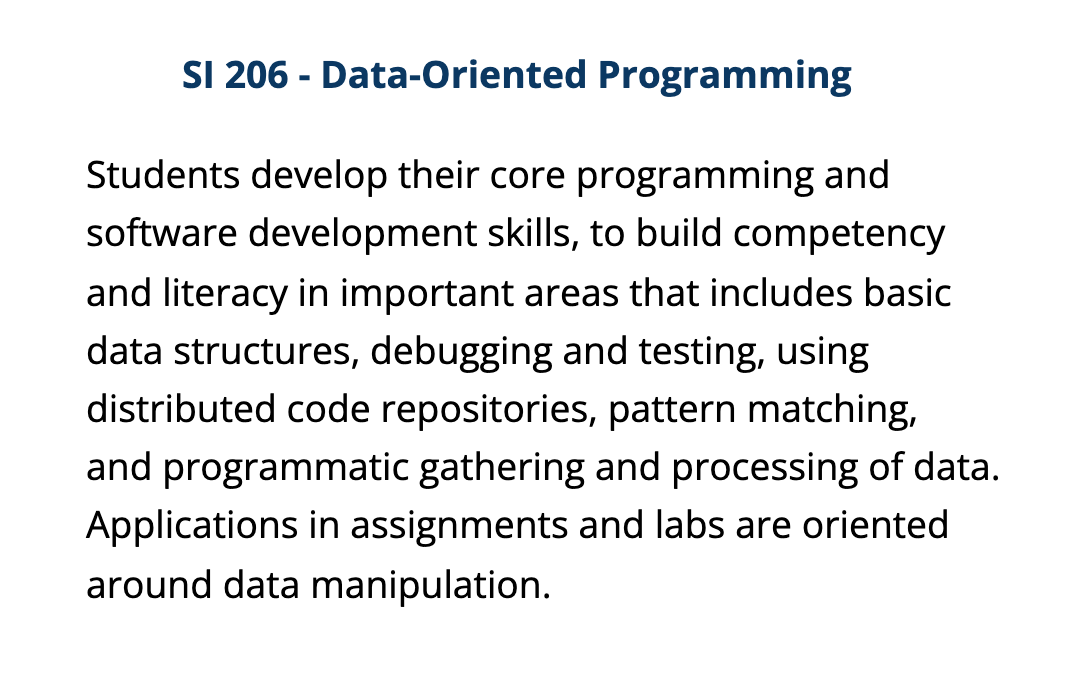 SI 206 - Data-Oriented Programming
Students develop their core programming and
software development skills, to build competency
and literacy in important areas that includes basic
data structures, debugging and testing, using
distributed code repositories, pattern matching,
and programmatic gathering and processing of data.
Applications in assignments and labs are oriented
around data manipulation.